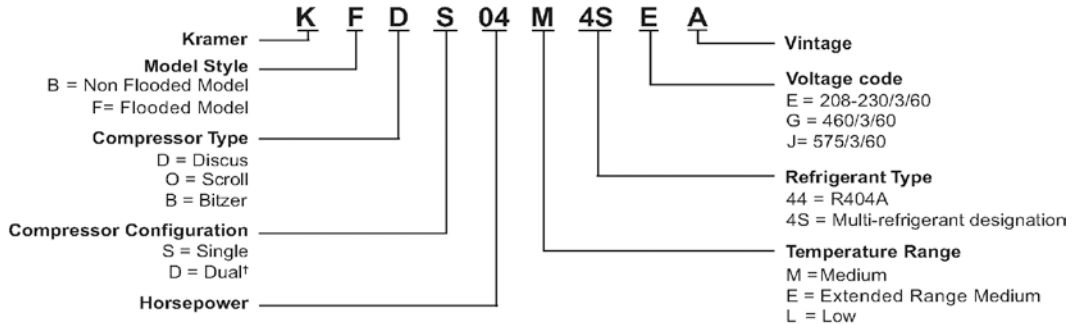 K F D S 04 M 4S E A
Kramer
Model Style
B = Non Flooded Model
F= Flooded Model
Compressor Type
D = Discus
O = Scroll
B = Bitzer
Compressor Configuration
S = Single
D = Dual†
Horsepower
Vintage
Voltage code
E = 208-230/3/60
G = 460/3/60
J= 575/3/60
Refrigerant Type
44 = R404A
4S = Multi-refrigerant designation
Temperature Range
M =Medium
E = Extended Range Medium
L = Low